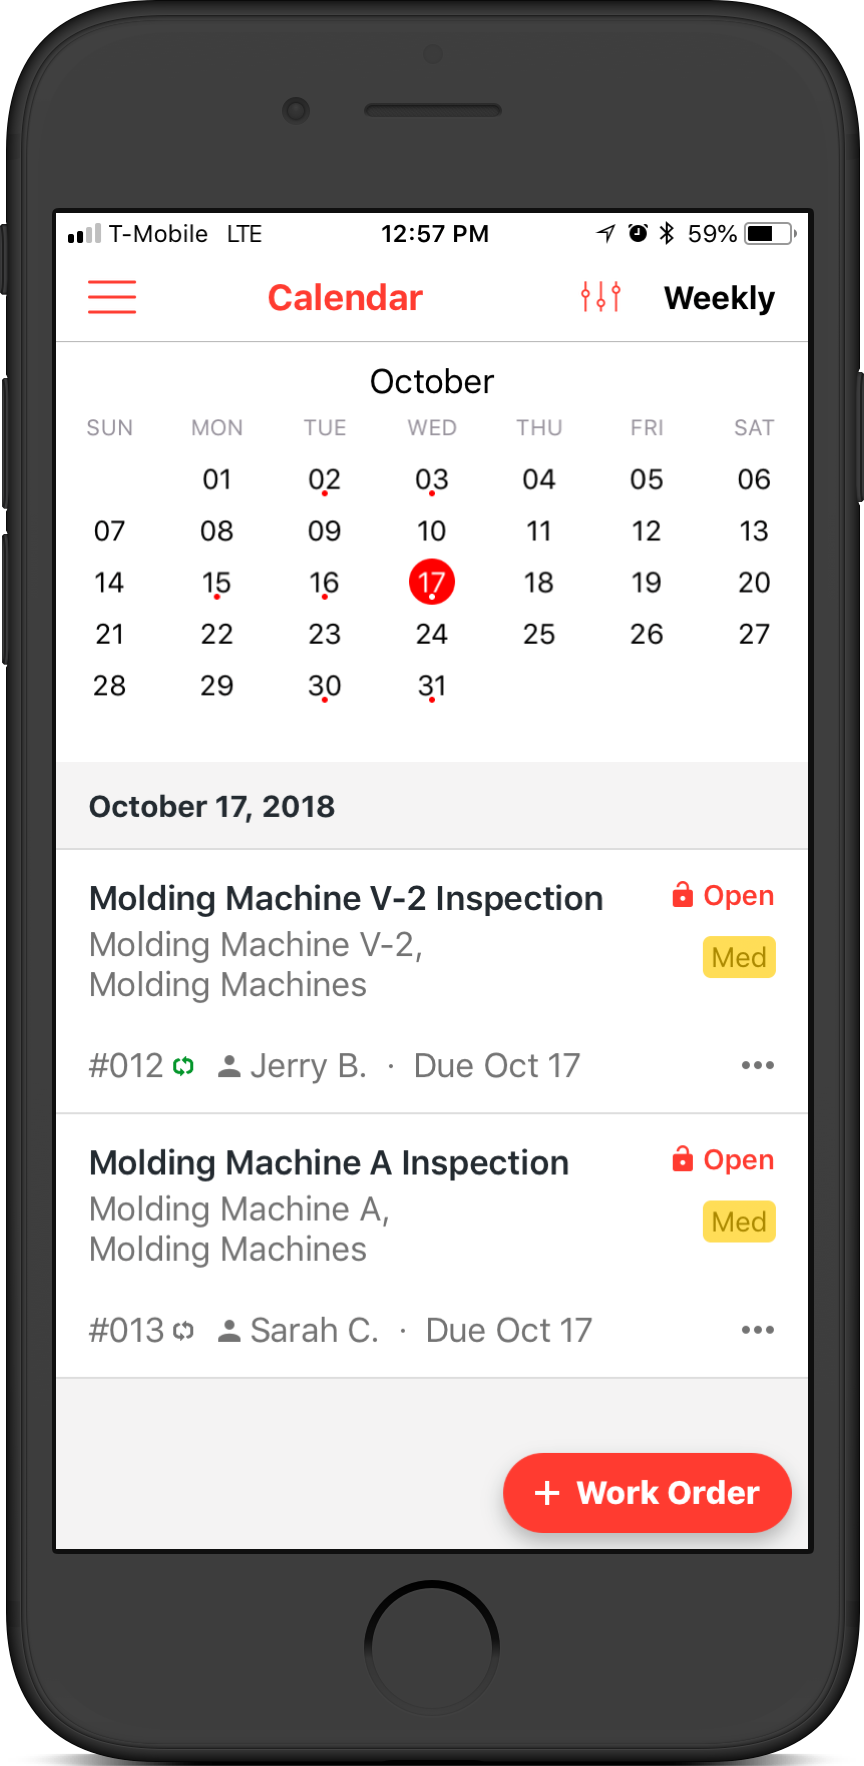 T-Mobile LTE 12:57 PM 59%
Calendar Weekly
October
SUN MON TUE WED THU FRI SAT
01 02 03 04 05 06
07 08 09 10 11 12 13
14 15 16 17 18 19 20
21 22 23 24 25 26 27
28 29 30 31
October 17, 2018
Molding Machine V-2 Inspection Open
Molding Machine V-2, Med
Molding Machines
#012 Jerry B. · Due Oct 17 •••
Molding Machine A Inspection Open
Molding Machine A, Med
Molding Machines
#013 Sarah C. · Due Oct 17 •••
+ Work Order